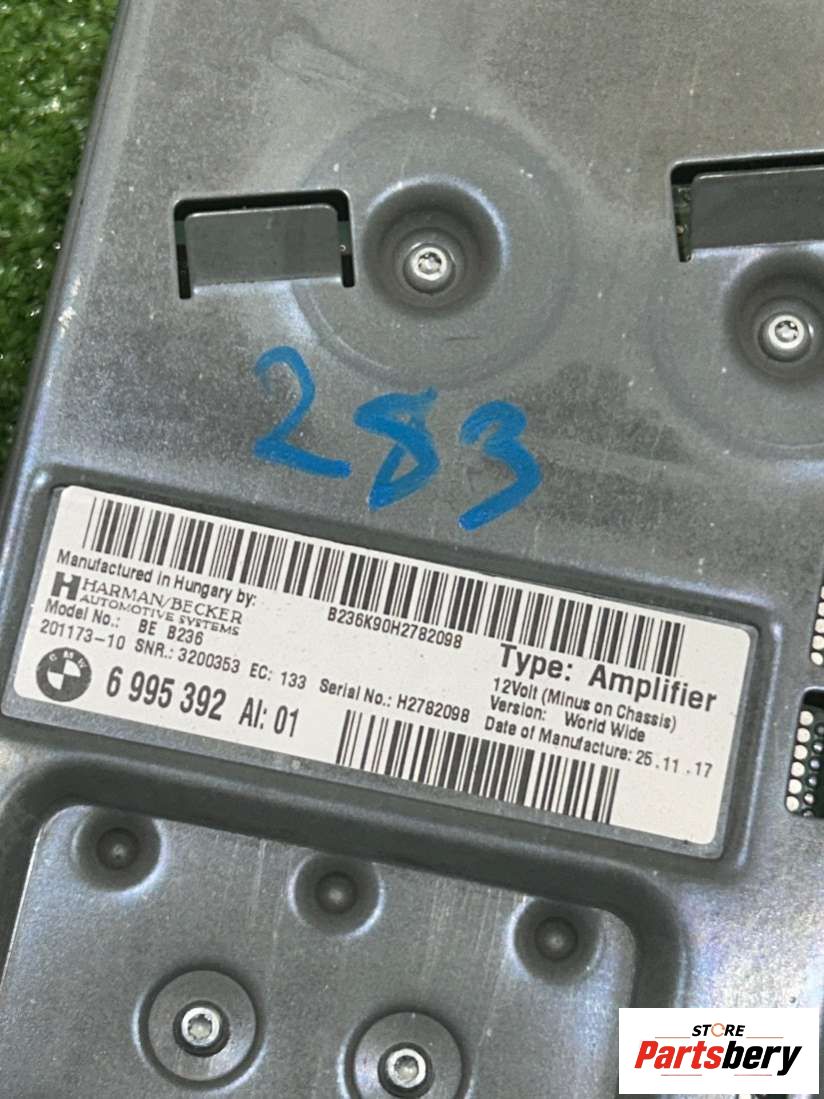 283
B236K90H2782098
Manufactured in Hungary by:
HARMAN/BECKER
AUTOMOTIVE SYSTEMS
Model No.: BE B236
201173-10 SNR.: 3200353 EC: 133 Serial No.: H2782098
6 995 392 AI: 01
Type: Amplifier
12Volt (Minus on Chassis)
Version: World Wide
Date of Manufacture: 25.11.17
BMW
STORE
Partsbery